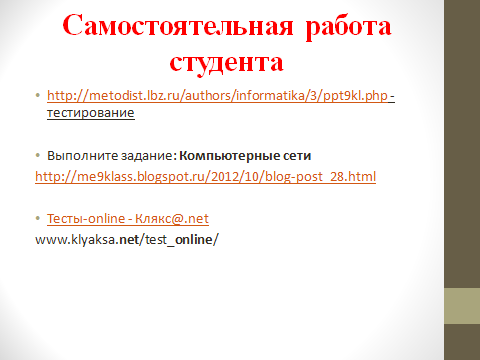 Самостоятельная работа
студента
• http://metodist.lbz.ru/authors/informatika/3/ppt9kl.php -
тестирование
• Выполните задание: Компьютерные сети
http://me9klass.blogspot.ru/2012/10/blog-post_28.html
• Тесты-online - Клякс@.net
www.klyaksa.net/test_online/